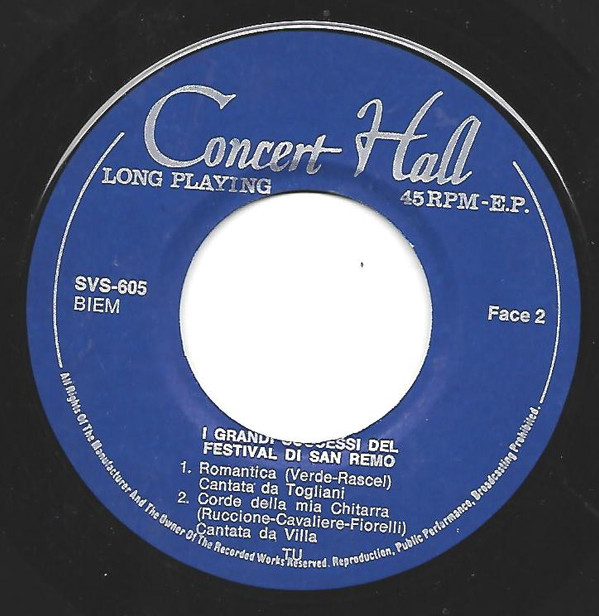 Concert Hall
LONG PLAYING
45 RPM - E.P.
SVS-605
BIEM
Face 2
I GRANDI SUCCESSI DEL
FESTIVAL DI SAN REMO
1. Romantica (Verde-Rascel)
Cantata da Togliani
2. Corde della mia Chitarra
(Ruccione-Cavaliere-Fiorelli)
Cantata da Villa
TU
All Rights Of The Manufacturer And The Owner Of The Recorded Works Reserved. Reproduction, Public Performance, Broadcasting Prohibited.